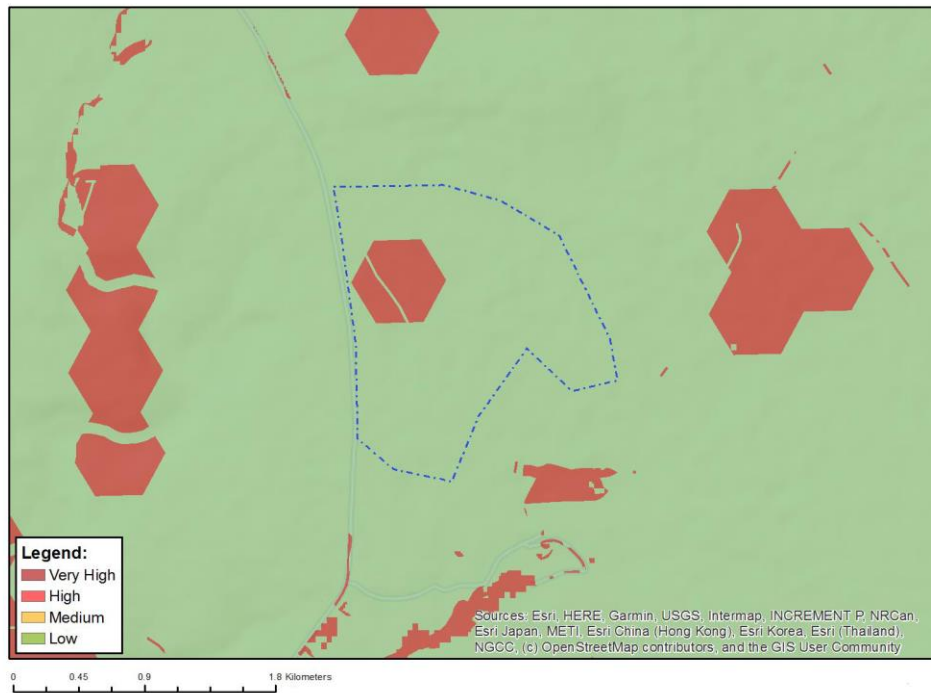 Legend:
Very High
High
Medium
Low
Sources: Esri, HERE, Garmin, USGS, Intermap, INCREMENT P, NRCan,
Esri Japan, METI, Esri China (Hong Kong), Esri Korea, Esri (Thailand),
NGCC, (c) OpenStreetMap contributors, and the GIS User Community
0 0.45 0.9 1.8 Kilometers